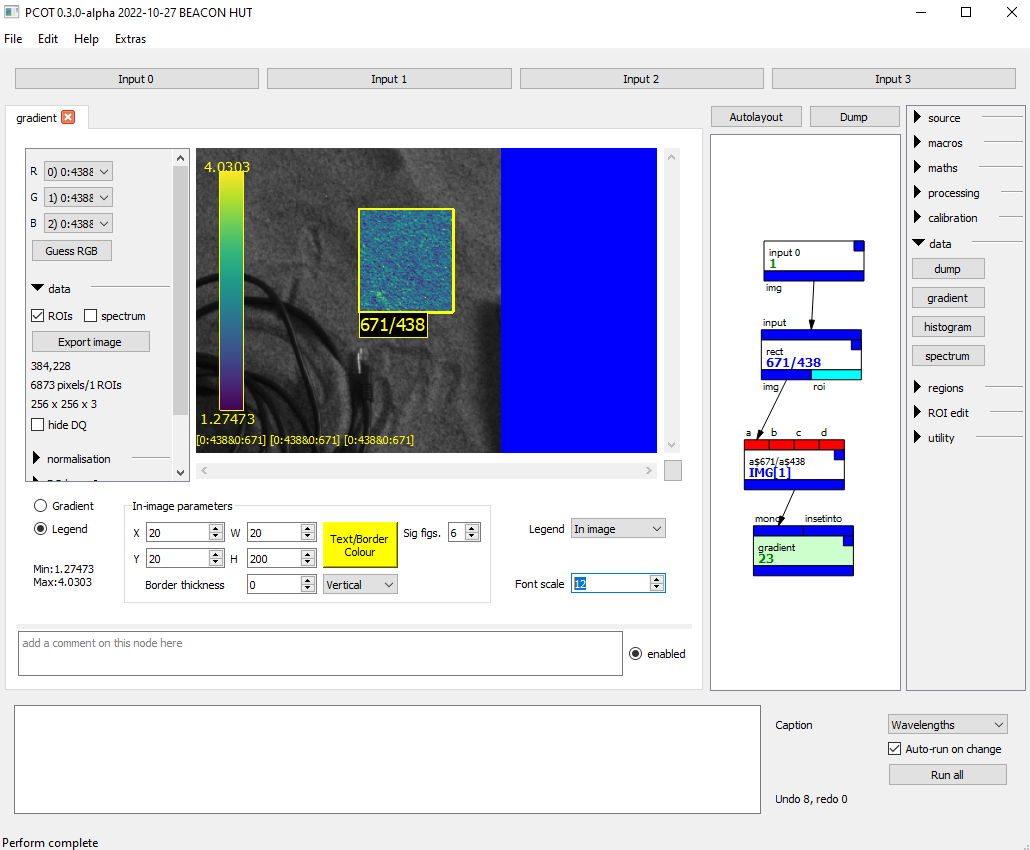 PCOT 0.3.0-alpha 2022-10-27 BEACON HUT
File Edit Help Extras
Input 0 Input 1 Input 2 Input 3
gradient
Autolayout Dump
R 0) 0:4388
G 1) 0:4388
B 2) 0:4388
Guess RGB
data
ROIs spectrum
Export image
384,228
6873 pixels/1 ROIs
256 x 256 x 3
hide DQ
normalisation
4.0303
671/438
1.27473
[0:438&0:671] [0:438&0:671] [0:438&0:671]
Gradient
Legend
Min:1.27473
Max:4.0303
In-image parameters
X 20 W 20
Y 20 H 200
Border thickness 0
Text/Border
Colour
Vertical
Sig figs. 6
Legend In image
Font scale 12
add a comment on this node here
enabled
input 0
1
img
input
rect
671/438
img roi
a b c d
a$671/a$438
IMG[1]
mono insetinto
gradient
23
source
macros
maths
processing
calibration
data
dump
gradient
histogram
spectrum
regions
ROI edit
utility
Caption Wavelengths
Auto-run on change
Run all
Undo 8, redo 0
Perform complete